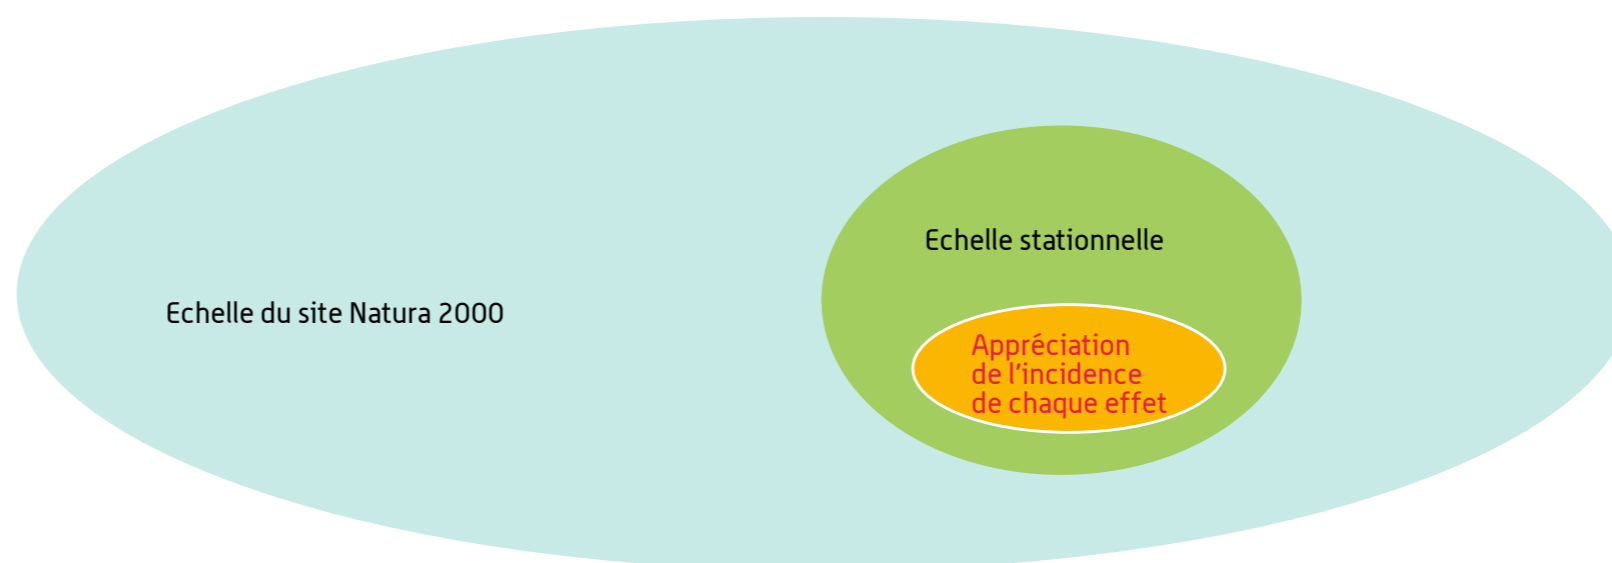 Echelle stationnelle
Echelle du site Natura 2000
Appréciation
de l'incidence
de chaque effet